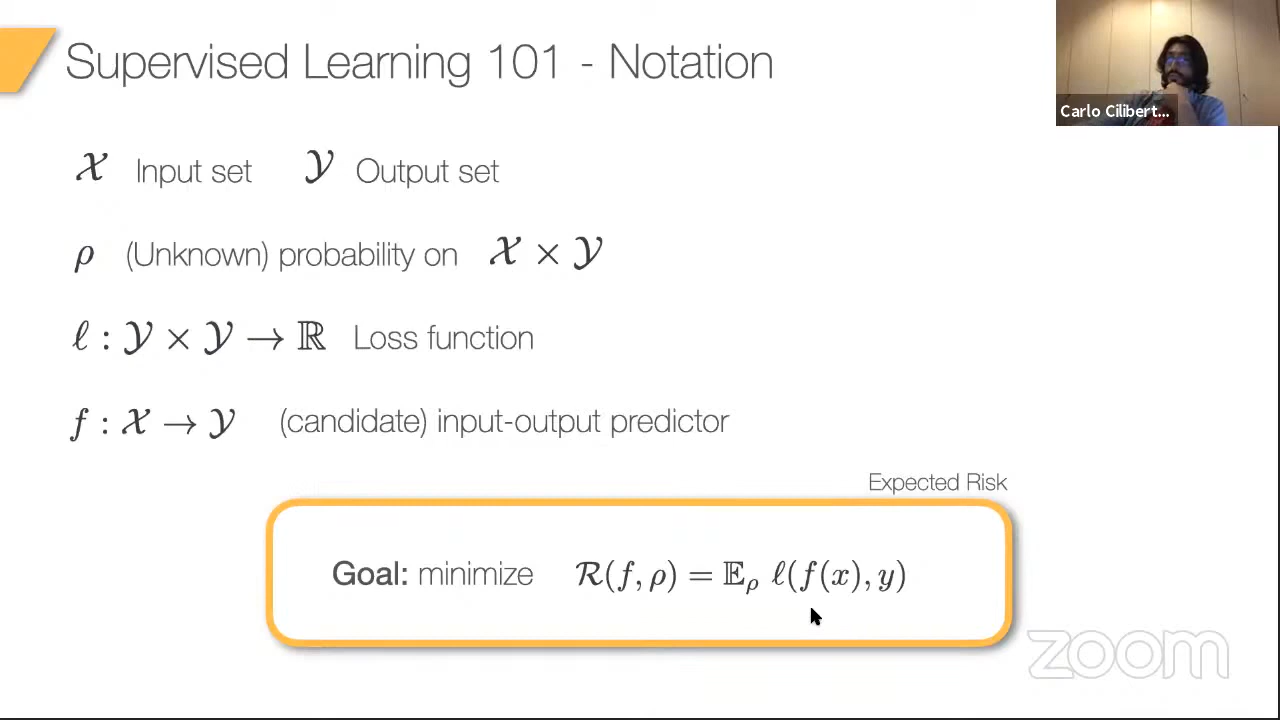 Supervised Learning 101 - Notation
Carlo Cilibert...
𝒳 Input set 𝒴 Output set
ρ (Unknown) probability on 𝒳 × 𝒴
ℓ : 𝒴 × 𝒴 → ℝ Loss function
f : 𝒳 → 𝒴 (candidate) input-output predictor
Expected Risk
Goal: minimize ℛ(f, ρ) = 𝔼_ρ ℓ(f(x), y)
zoom